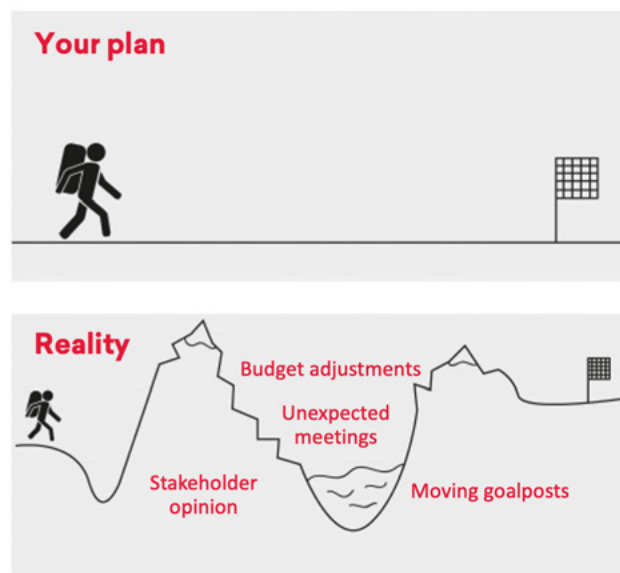 Your plan
Reality
Budget adjustments
Unexpected
meetings
Stakeholder
opinion
Moving goalposts